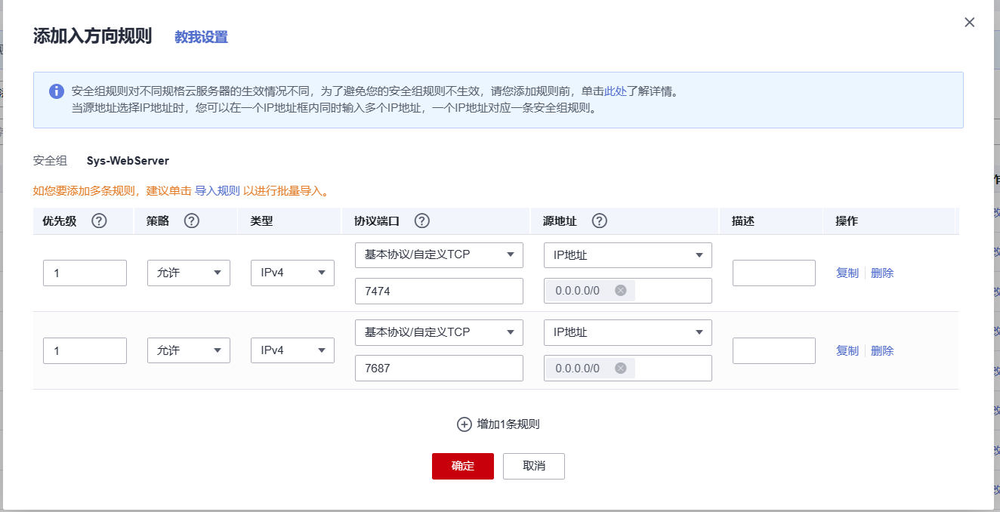 添加入方向规则 教我设置
安全组规则对不同规格云服务器的生效情况不同，为了避免您的安全组规则不生效，请您添加规则前，单击此处了解详情。
当源地址选择IP地址时，您可以在一个IP地址框内同时输入多个IP地址，一个IP地址对应一条安全组规则。
安全组 Sys-WebServer
如您要添加多条规则，建议单击 导入规则 以进行批量导入。
优先级 策略 类型 协议端口 源地址 描述 操作
基本协议/自定义TCP IP地址
1 允许 IPv4 复制 删除
7474 0.0.0.0/0
基本协议/自定义TCP IP地址
1 允许 IPv4 复制 删除
7687 0.0.0.0/0
增加1条规则
确定 取消